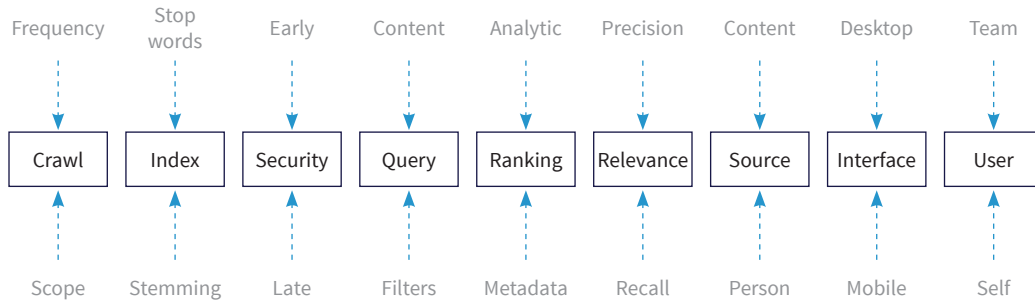 Frequency
Stop
words
Early
Content
Analytic
Precision
Content
Desktop
Team
Crawl
Index
Security
Query
Ranking
Relevance
Source
Interface
User
Scope
Stemming
Late
Filters
Metadata
Recall
Person
Mobile
Self